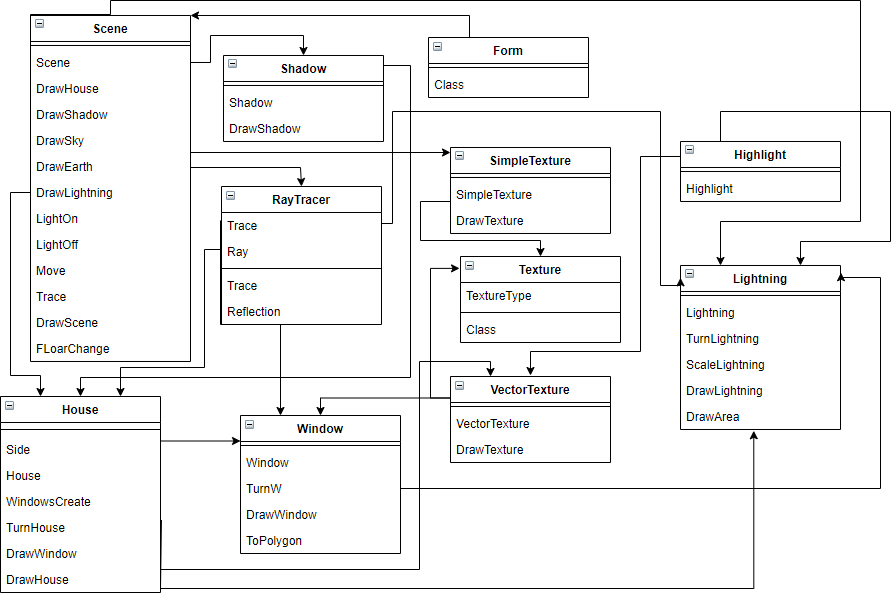 Scene
Scene
DrawHouse
DrawShadow
DrawSky
DrawEarth
DrawLightning
LightOn
LightOff
Move
Trace
DrawScene
FLoarChange
Shadow
Shadow
DrawShadow
Form
Class
SimpleTexture
SimpleTexture
DrawTexture
Highlight
Highlight
RayTracer
Trace
Ray
Trace
Reflection
Texture
TextureType
Class
Lightning
Lightning
TurnLightning
ScaleLightning
DrawLightning
DrawArea
VectorTexture
VectorTexture
DrawTexture
House
Side
House
WindowsCreate
TurnHouse
DrawWindow
DrawHouse
Window
Window
TurnW
DrawWindow
ToPolygon